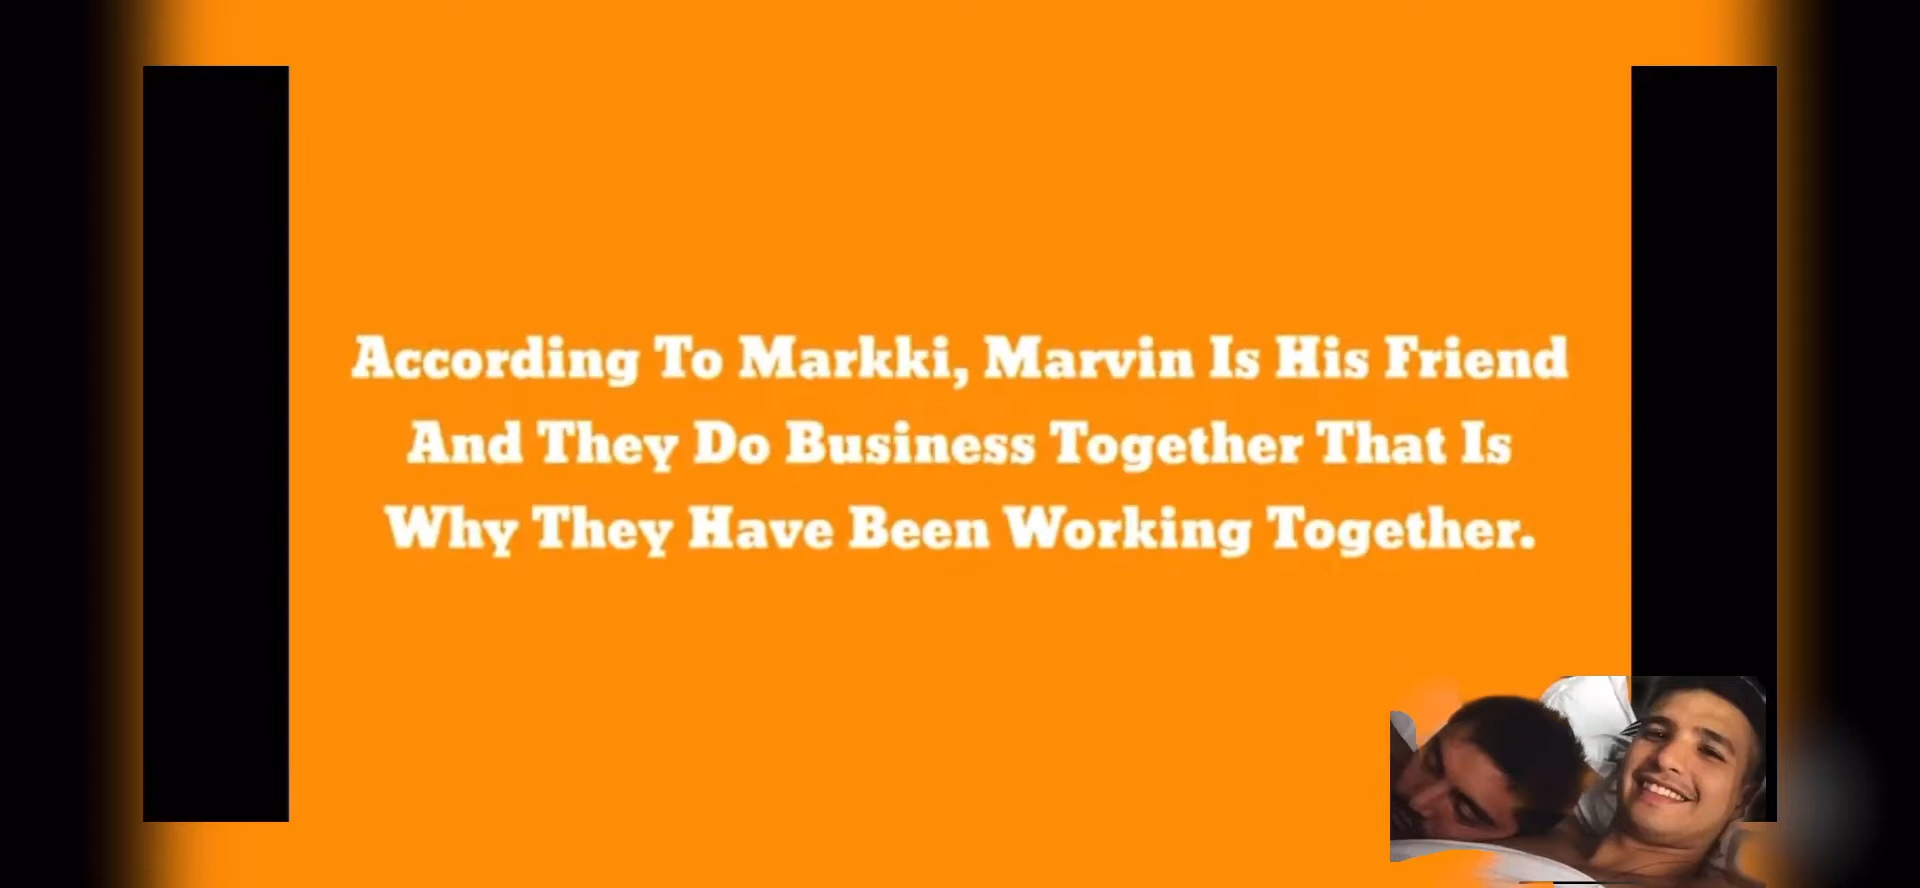 According To Markki, Marvin Is His Friend
And They Do Business Together That Is
Why They Have Been Working Together.